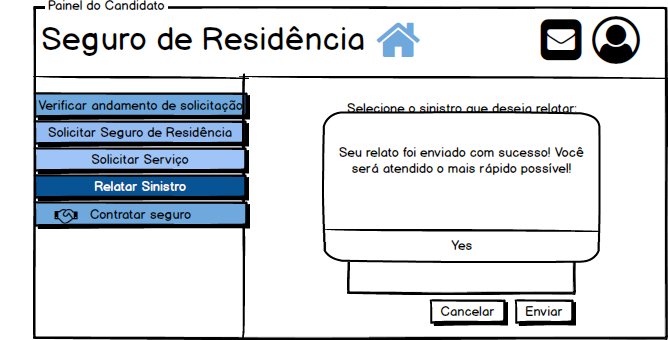 Painel do Candidato
Seguro de Residência
Verificar andamento de solicitação
Solicitar Seguro de Residência
Solicitar Serviço
Relatar Sinistro
Contratar seguro
Selecione o sinistro que deseja relatar:
Seu relato foi enviado com sucesso! Você
será atendido o mais rápido possível!
Yes
Cancelar
Enviar